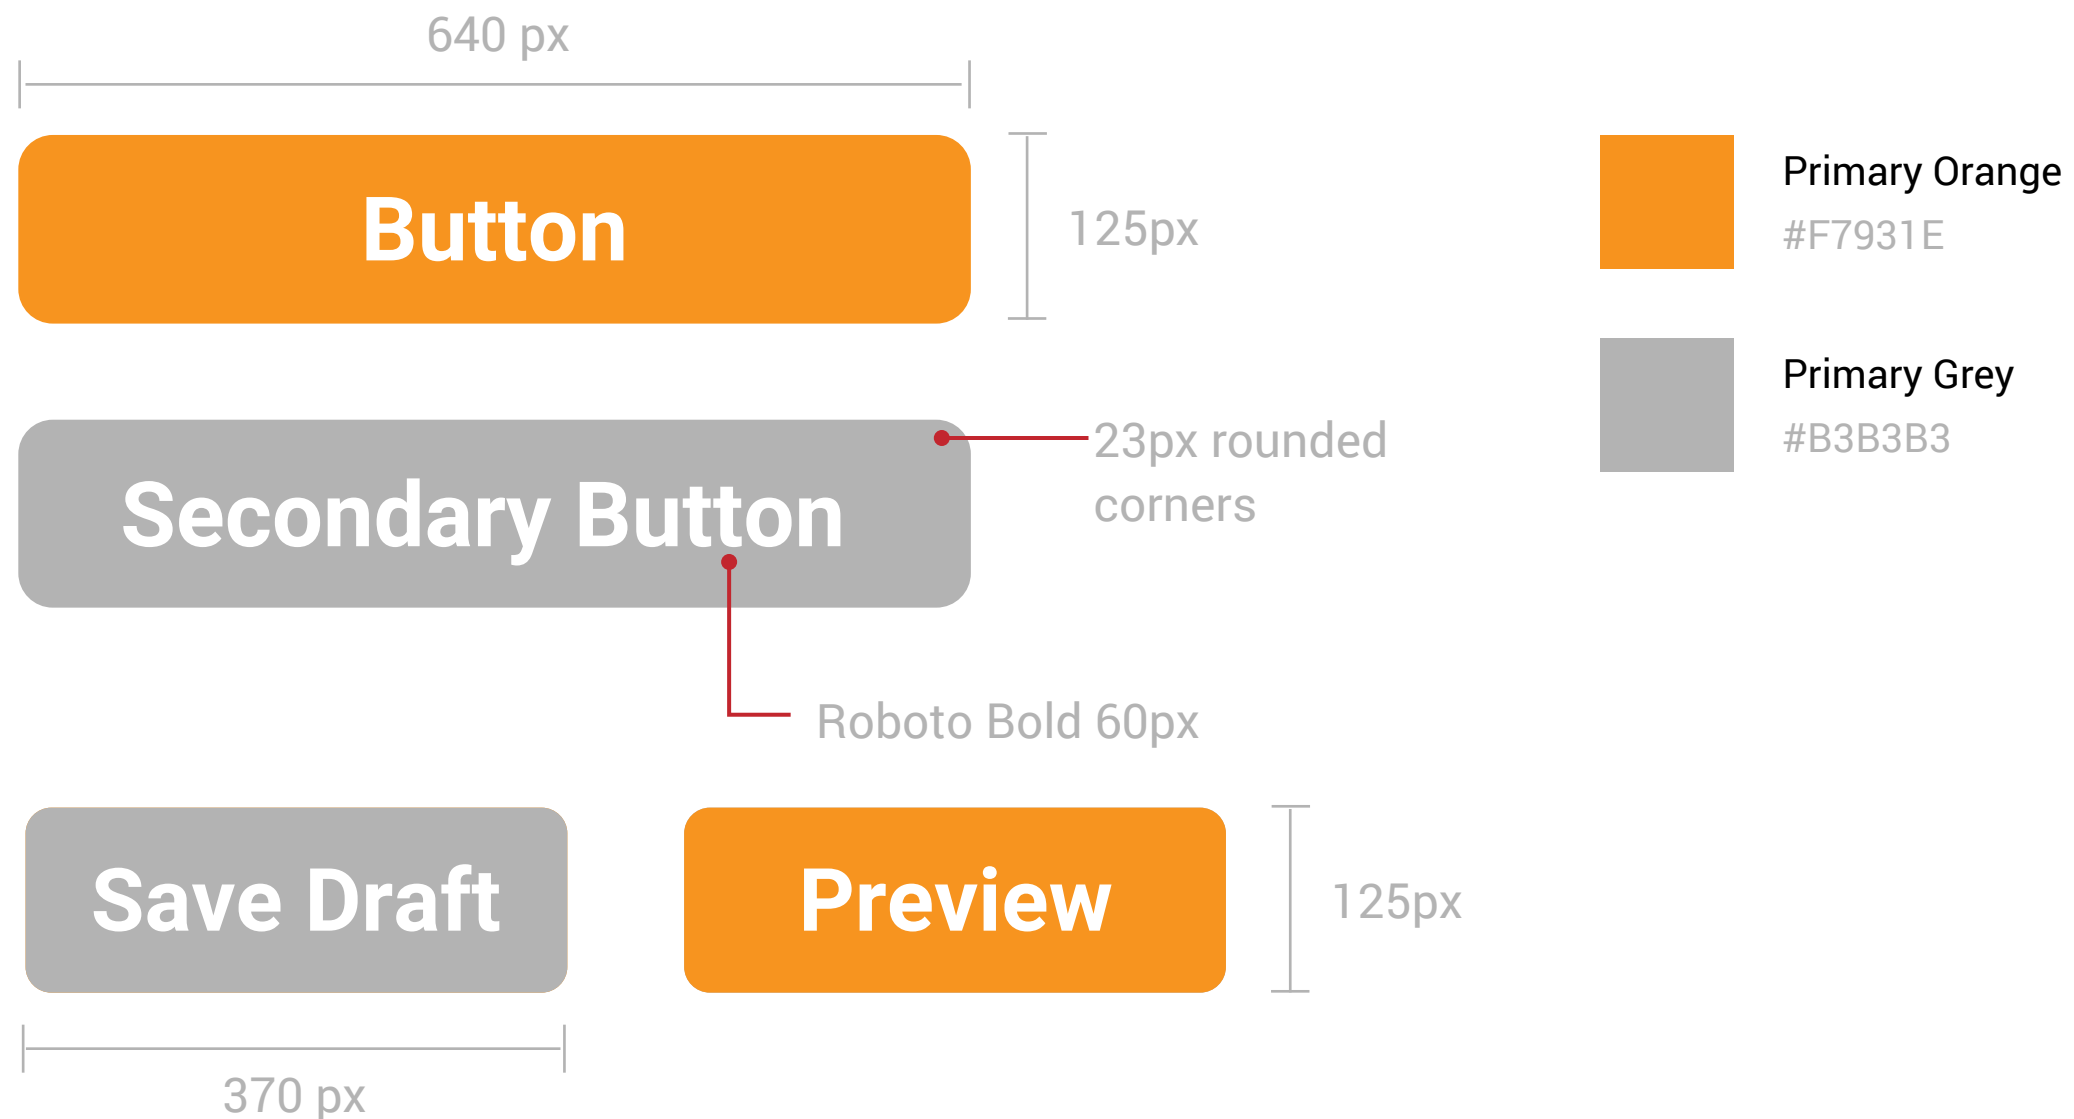 640 px
Button
125px
Primary Orange
#F7931E
Primary Grey
#B3B3B3
Secondary Button
23px rounded
corners
Roboto Bold 60px
Save Draft
Preview
125px
370 px